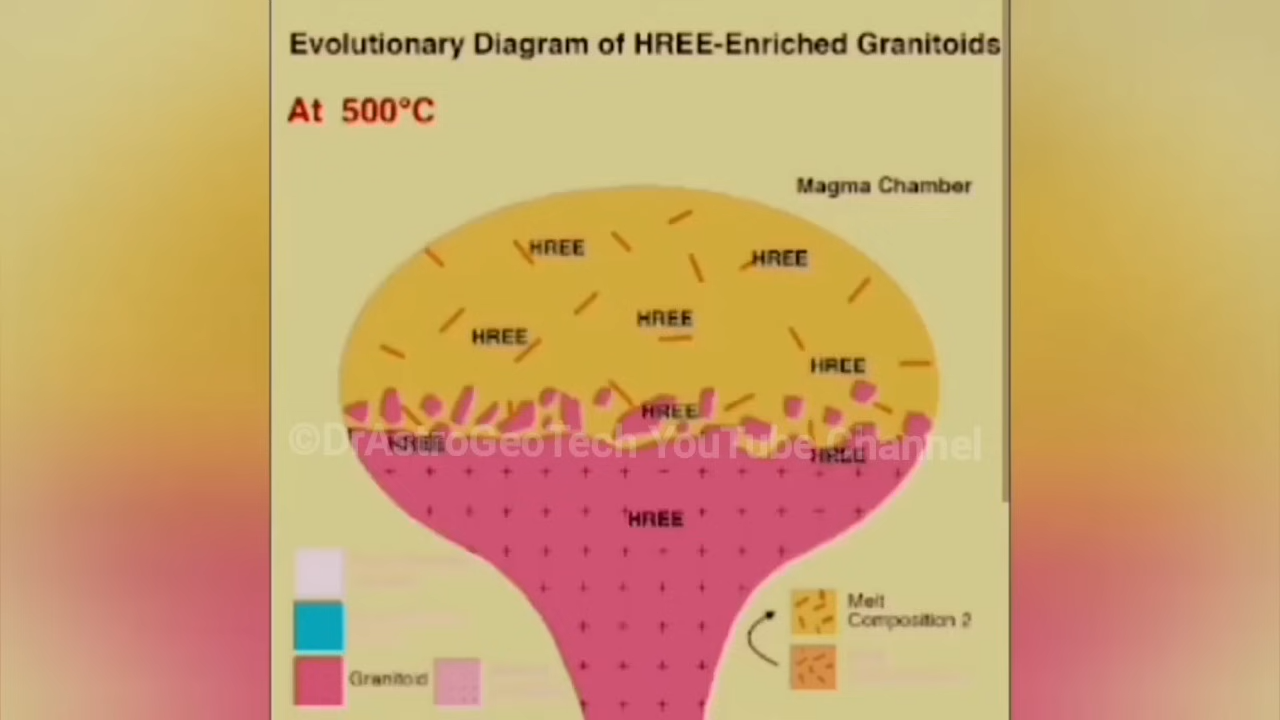 Evolutionary Diagram of HREE-Enriched Granitoids
At 500°C
Magma Chamber
HREE
HREE
HREE
HREE
HREE
HREE
©DrAstroGeoTech YouTube Channel
HREE
HREE
HREE
Melt
Composition 2
Granitoid